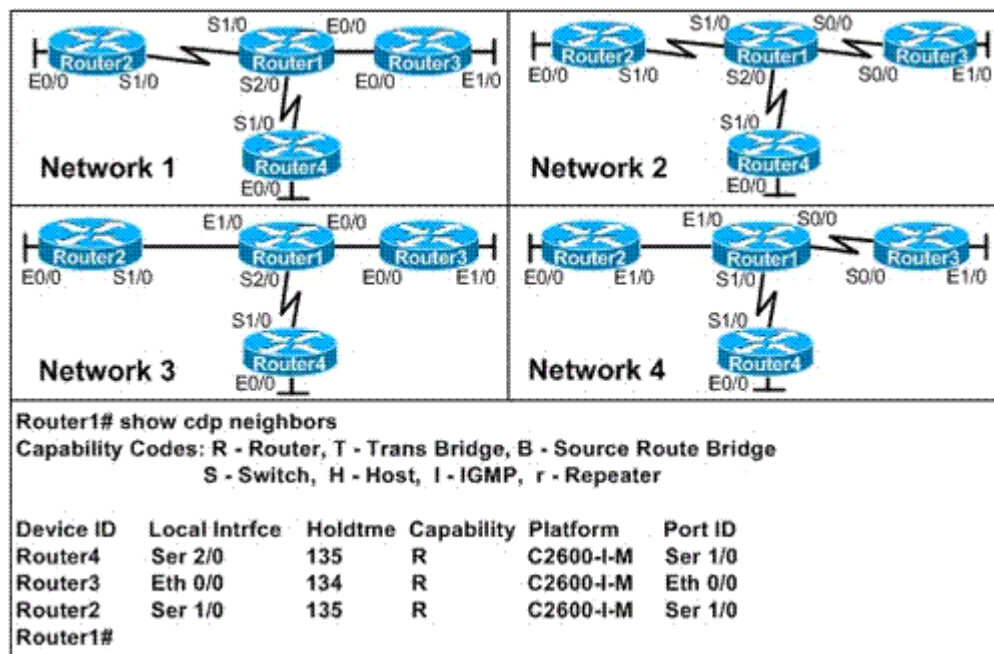 S1/0 E0/0
Router2 Router1 Router3
E0/0 S1/0 S2/0 E0/0 E1/0
S1/0
Router4
Network 1
E0/0
S1/0 S0/0
Router2 Router1 Router3
E0/0 S1/0 S2/0 S0/0 E1/0
S1/0
Router4
Network 2
E0/0
E1/0 E0/0
Router2 Router1 Router3
E0/0 S1/0 S2/0 E0/0 E1/0
S1/0
Router4
Network 3
E0/0
E1/0 S0/0
Router2 Router1 Router3
E0/0 E1/0 S1/0 S0/0 E1/0
S1/0
Router4
Network 4
E0/0
Router1# show cdp neighbors
Capability Codes: R - Router, T - Trans Bridge, B - Source Route Bridge
S - Switch, H - Host, I - IGMP, r - Repeater
Device ID Local Intrfce Holdtme Capability Platform Port ID
Router4 Ser 2/0 135 R C2600-I-M Ser 1/0
Router3 Eth 0/0 134 R C2600-I-M Eth 0/0
Router2 Ser 1/0 135 R C2600-I-M Ser 1/0
Router1#